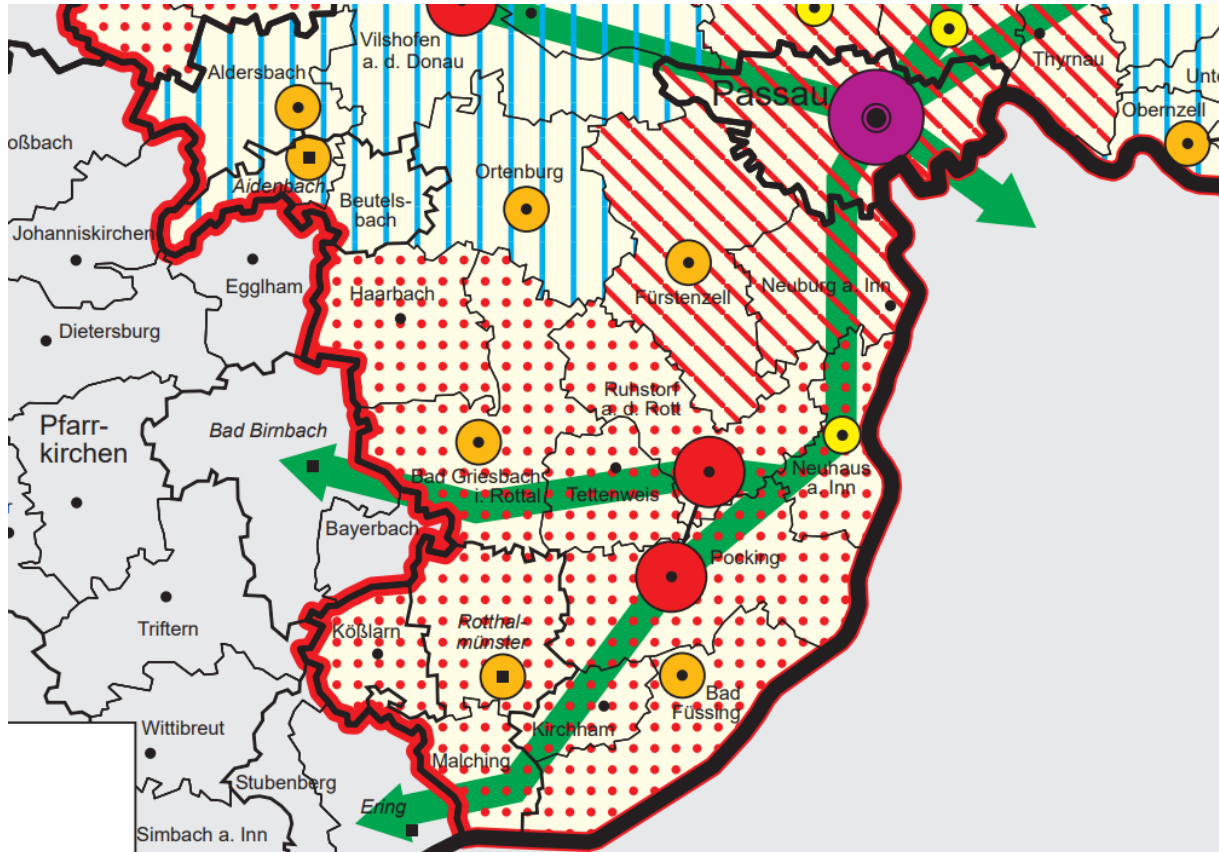 Vilshofen
a. d. Donau
Aldersbach
Thyrnau
Passau
Obernzell
Aidenbach
Beutels-
bach
Ortenburg
Johanniskirchen
Egglham
Haarbach
Fürstenzell
Neuburg a. Inn
Dietersburg
Ruhstorf
a. d. Rott
Pfarr-
kirchen
Bad Birnbach
Bad Griesbach
i. Rottal
Tettenweis
Neuhaus
a. Inn
Bayerbach
Pocking
Triftern
Kößlarn
Rotthal-
münster
Bad
Füssing
Wittibreut
Kirchham
Malching
Stubenberg
Ering
Simbach a. Inn